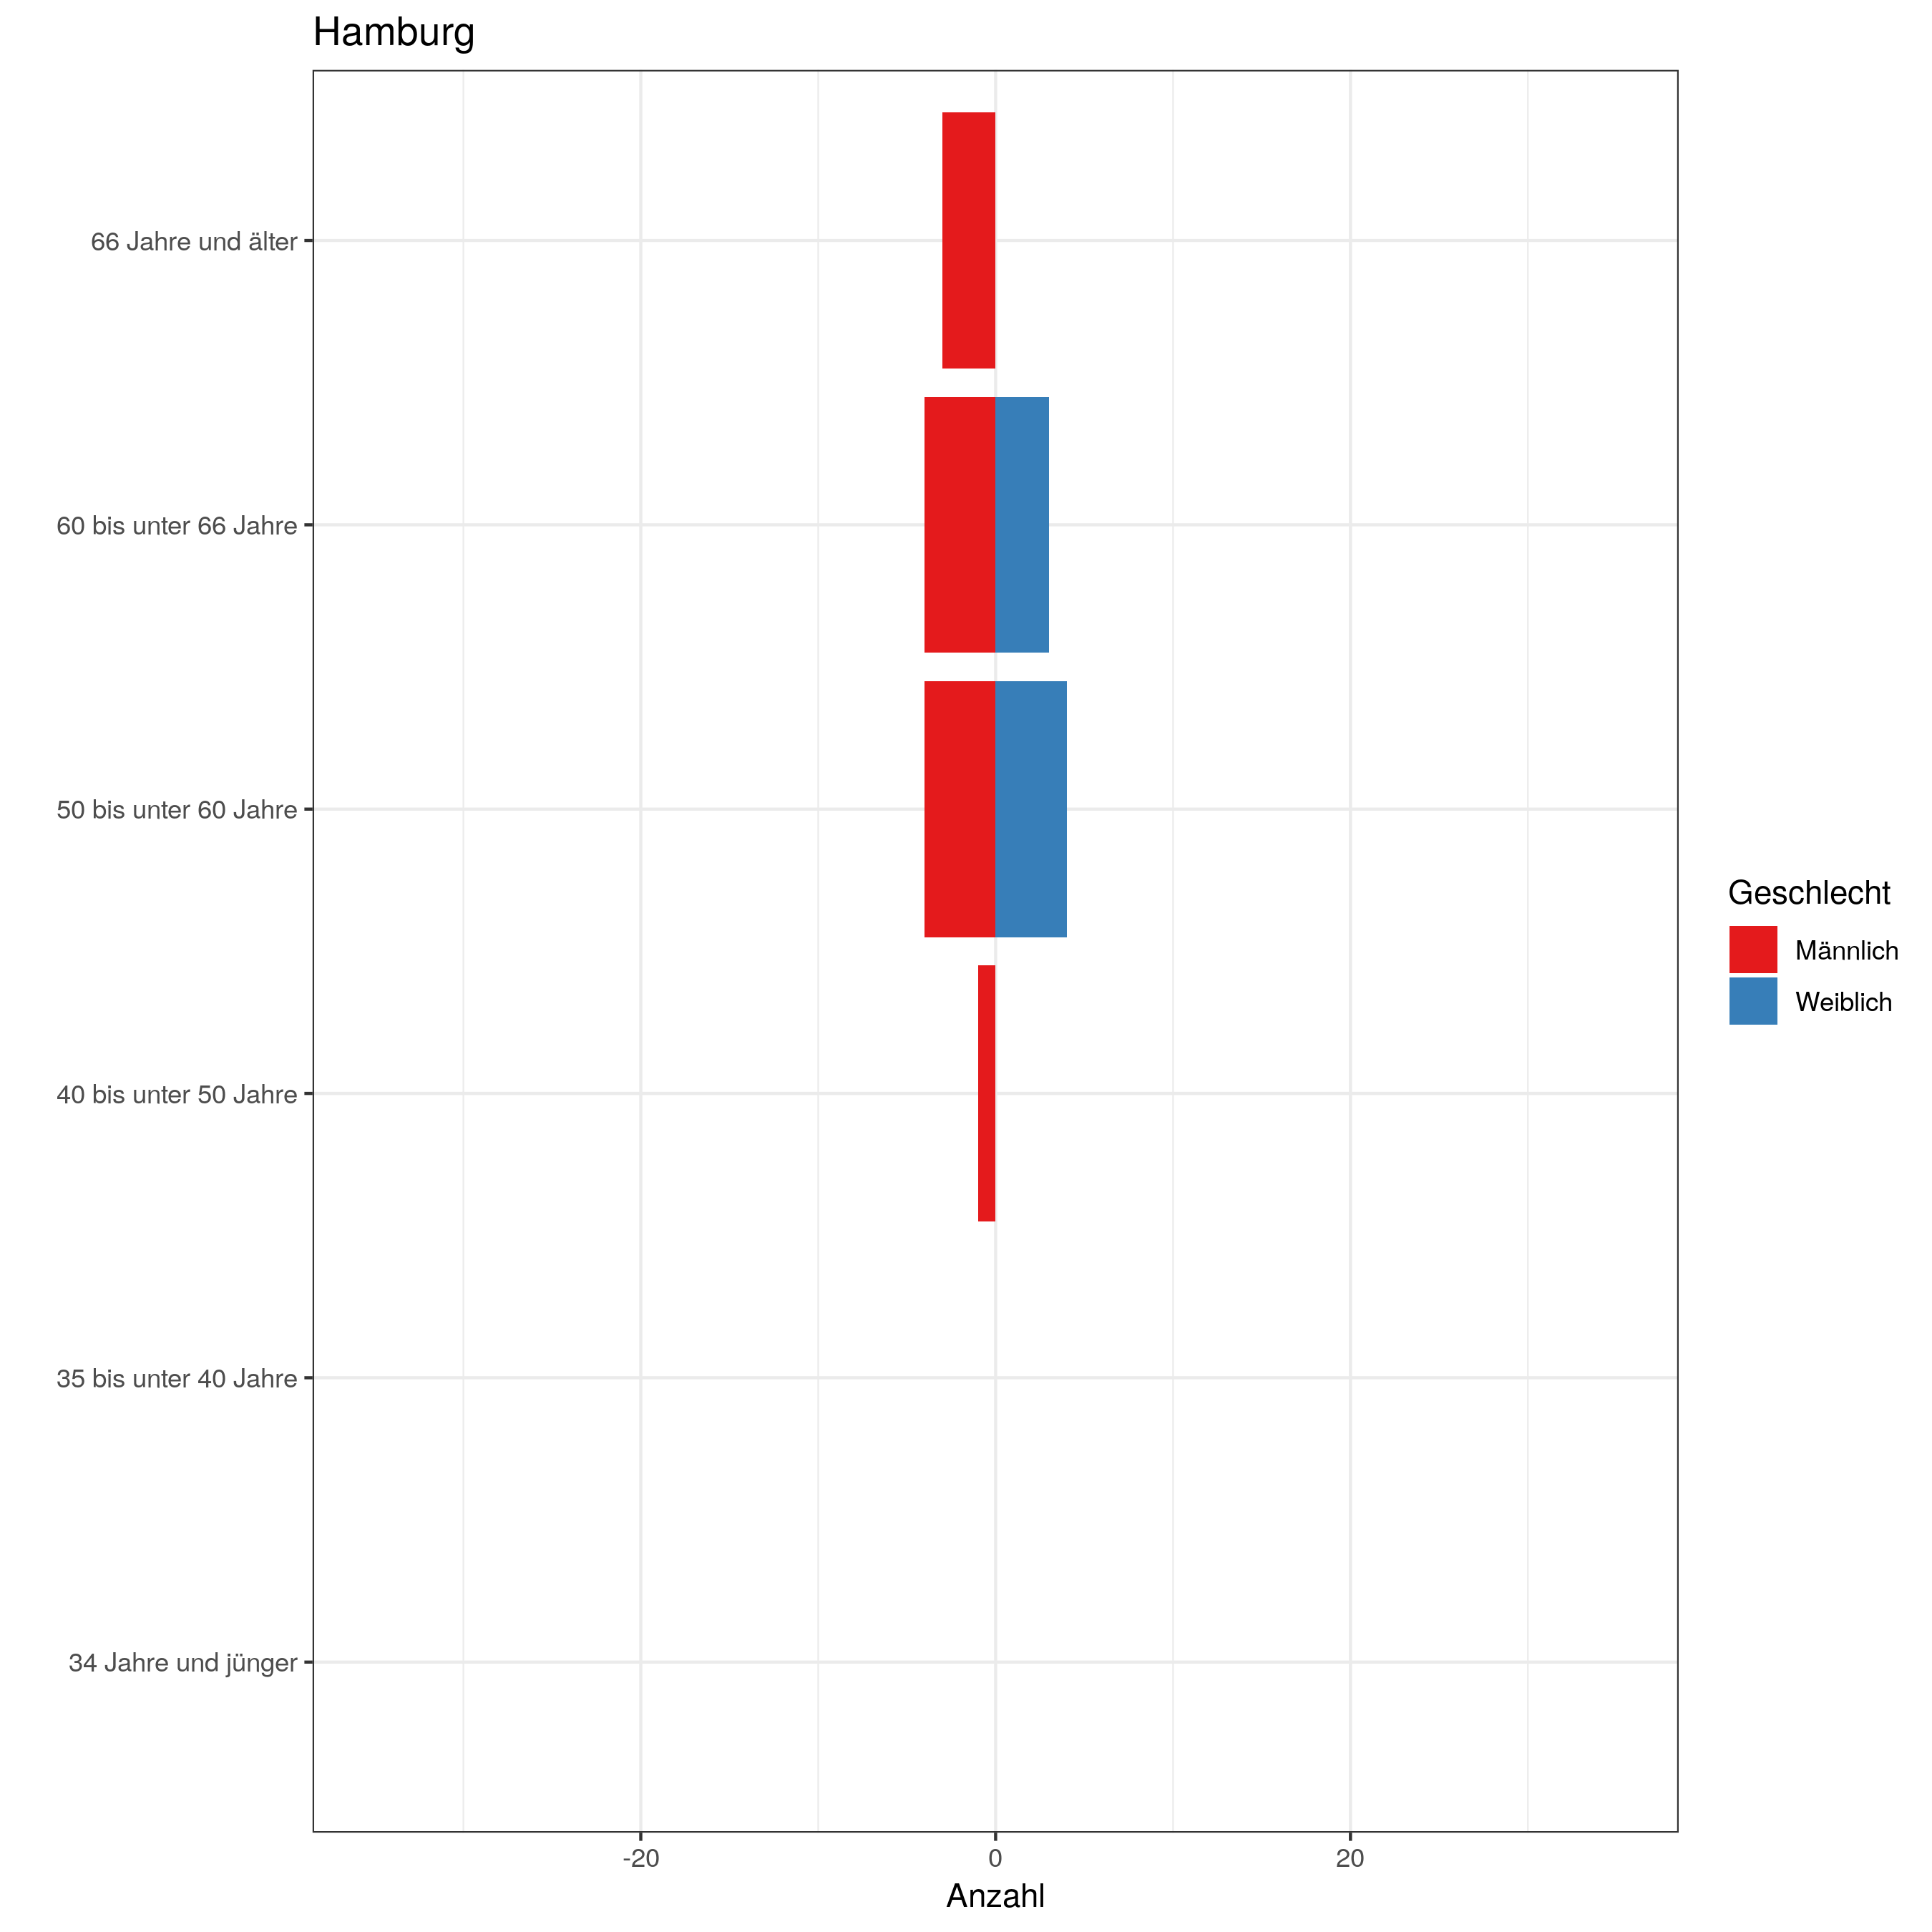 Hamburg
66 Jahre und älter
60 bis unter 66 Jahre
50 bis unter 60 Jahre
40 bis unter 50 Jahre
35 bis unter 40 Jahre
34 Jahre und jünger
-20
0
20
Anzahl
Geschlecht
Männlich
Weiblich